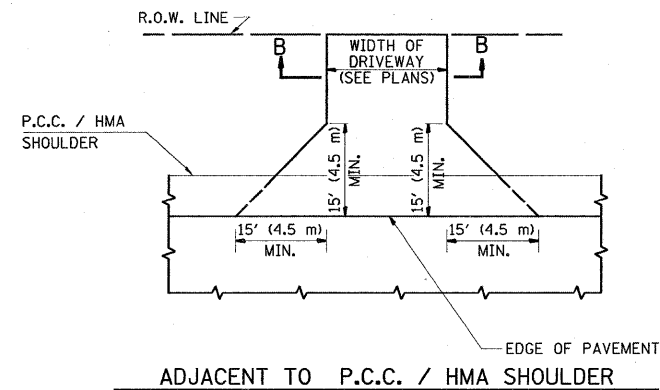 R.O.W. LINE
B
WIDTH OF
DRIVEWAY
(SEE PLANS)
B
P.C.C. / HMA
SHOULDER
15' (4.5 m)
MIN.
15' (4.5 m)
MIN.
15' (4.5 m)
MIN.
15' (4.5 m)
MIN.
EDGE OF PAVEMENT
ADJACENT TO P.C.C. / HMA SHOULDER